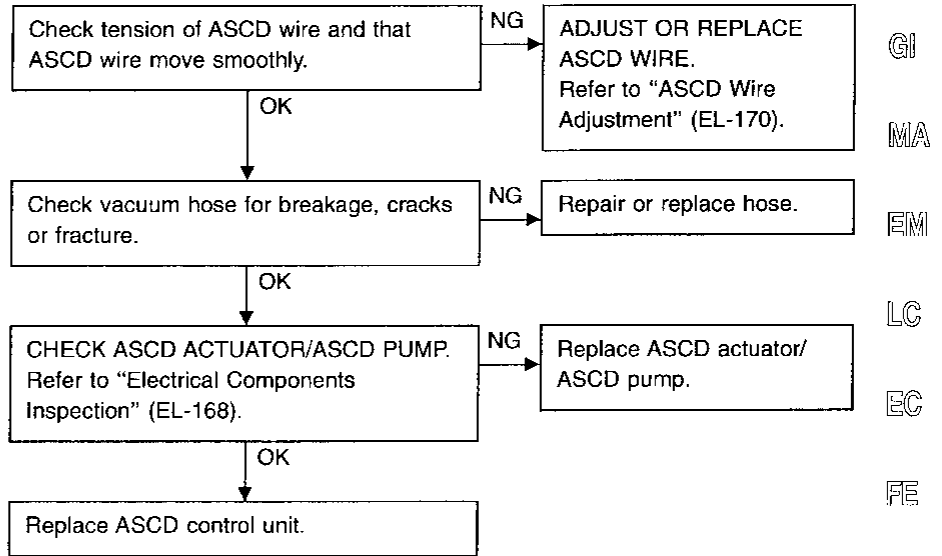 Check tension of ASCD wire and that
ASCD wire move smoothly.
NG
ADJUST OR REPLACE
ASCD WIRE.
Refer to “ASCD Wire
Adjustment” (EL-170).
OK
Check vacuum hose for breakage, cracks
or fracture.
NG
Repair or replace hose.
OK
CHECK ASCD ACTUATOR/ASCD PUMP.
Refer to “Electrical Components
Inspection” (EL-168).
NG
Replace ASCD actuator/
ASCD pump.
OK
Replace ASCD control unit.
GI
MA
EM
LC
EC
FE